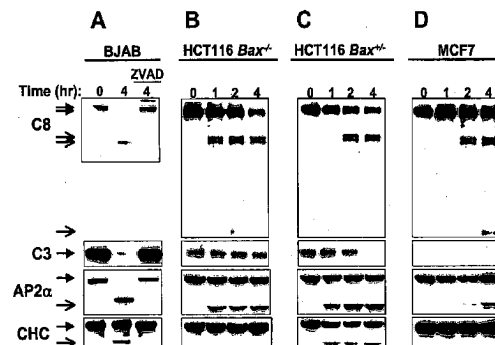 A B C D
BJAB HCT116 Bax-/- HCT116 Bax+/- MCF7
ZVAD
Time (hr): 0 4 4 0 1 2 4 0 1 2 4 0 1 2 4
C8
C3
AP2α
CHC